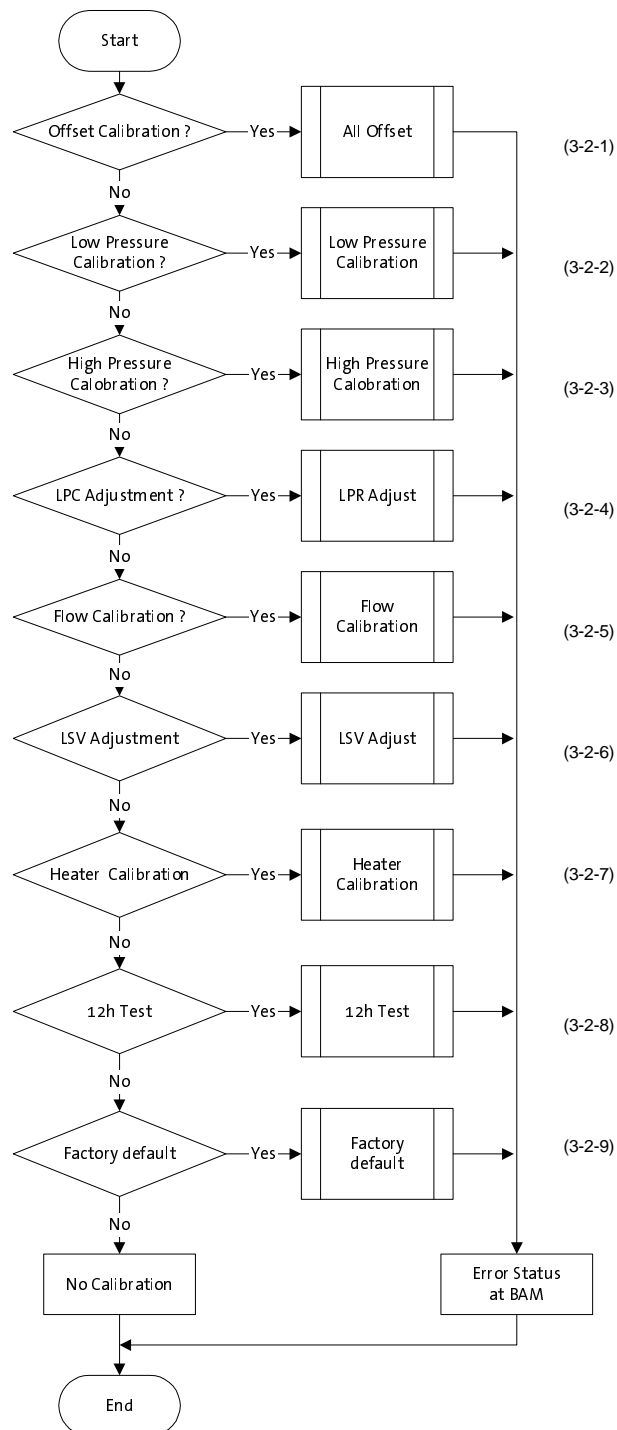 Start
Offset Calibration ?
Yes
All Offset
(3-2-1)
No
Low Pressure
Calibration ?
Yes
Low Pressure
Calibration
(3-2-2)
No
High Pressure
Calobration ?
Yes
High Pressure
Calobration
(3-2-3)
No
LPC Adjustment ?
Yes
LPR Adjust
(3-2-4)
No
Flow Calibration ?
Yes
Flow
Calibration
(3-2-5)
No
LSV Adjustment
Yes
LSV Adjust
(3-2-6)
No
Heater Calibration
Yes
Heater
Calibration
(3-2-7)
No
12h Test
Yes
12h Test
(3-2-8)
No
Factory default
Yes
Factory
default
(3-2-9)
No
No Calibration
Error Status
at BAM
End